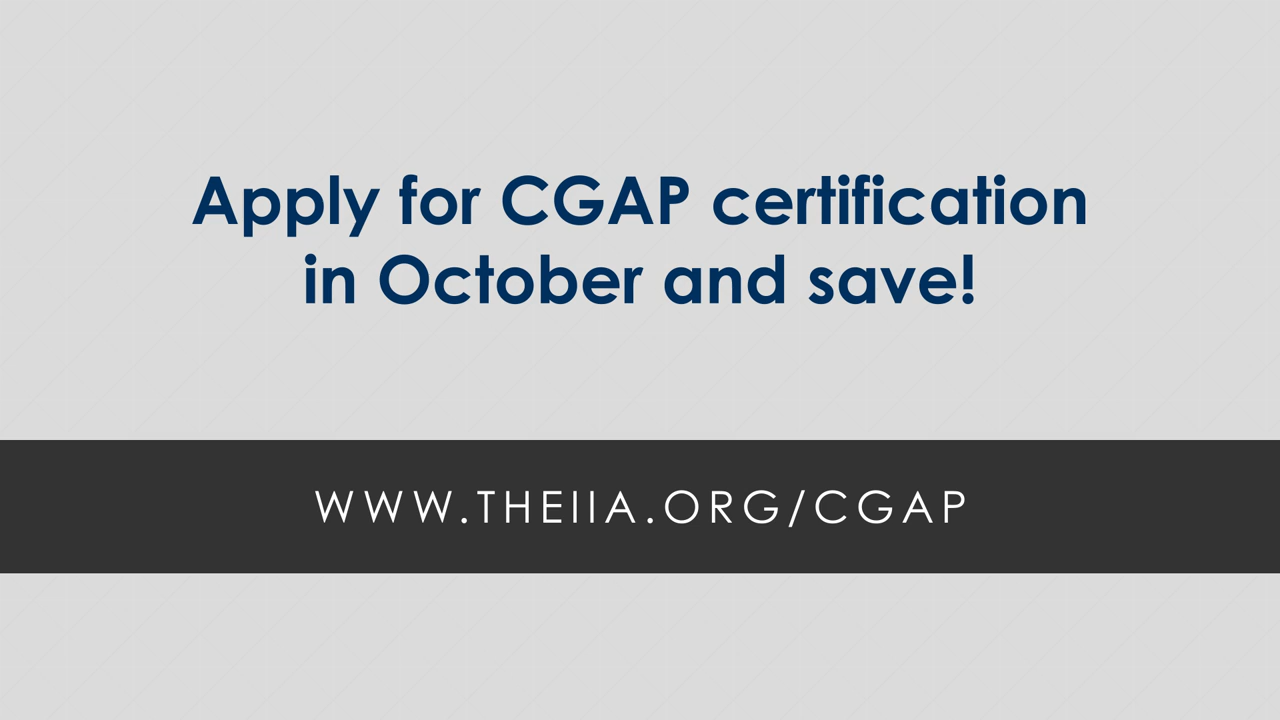 Apply for CGAP certification
in October and save!
WWW.THEIIA.ORG/CGAP